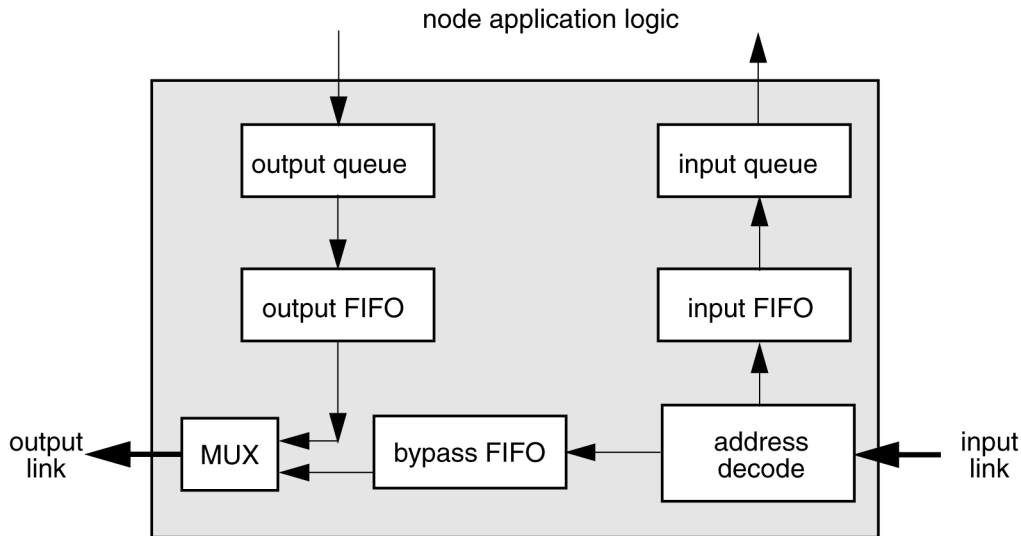 node application logic
output queue
input queue
output FIFO
input FIFO
output
link
MUX
bypass FIFO
address
decode
input
link